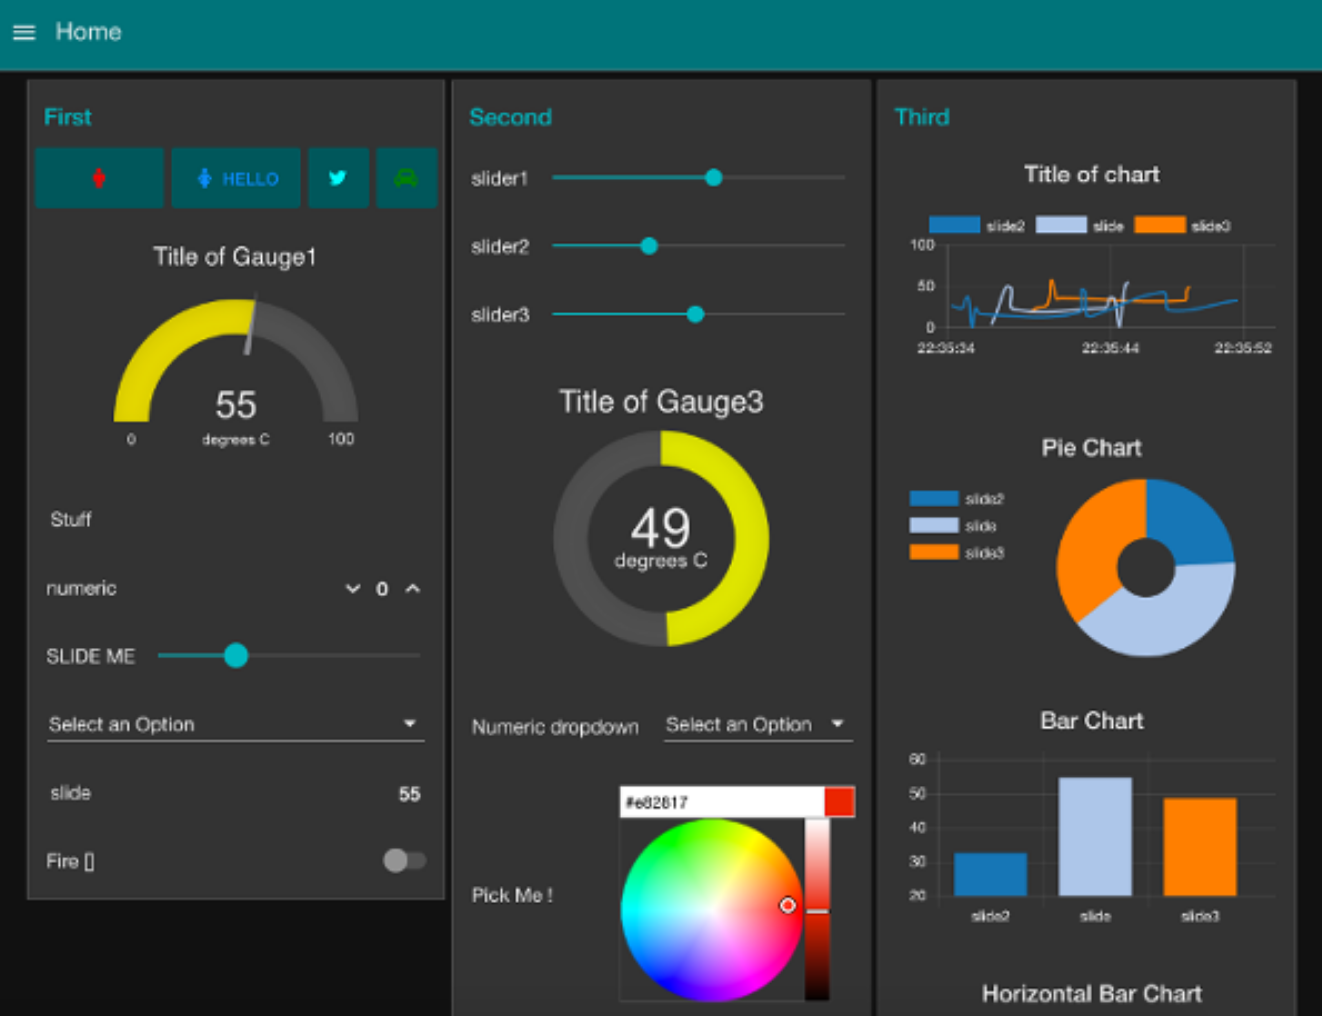 Home
First
HELLO
Title of Gauge1
55
degrees C
0
100
Stuff
numeric
0
SLIDE ME
Select an Option
slide
55
Fire []
Second
slider1
slider2
slider3
Title of Gauge3
49
degrees C
Numeric dropdown
Select an Option
#e82817
Pick Me !
Third
Title of chart
slide2 slide slide3
100
50
0
22:35:34 22:35:44 22:35:52
Pie Chart
slide2
slide
slide3
Bar Chart
60
50
40
30
20
slide2 slide slide3
Horizontal Bar Chart